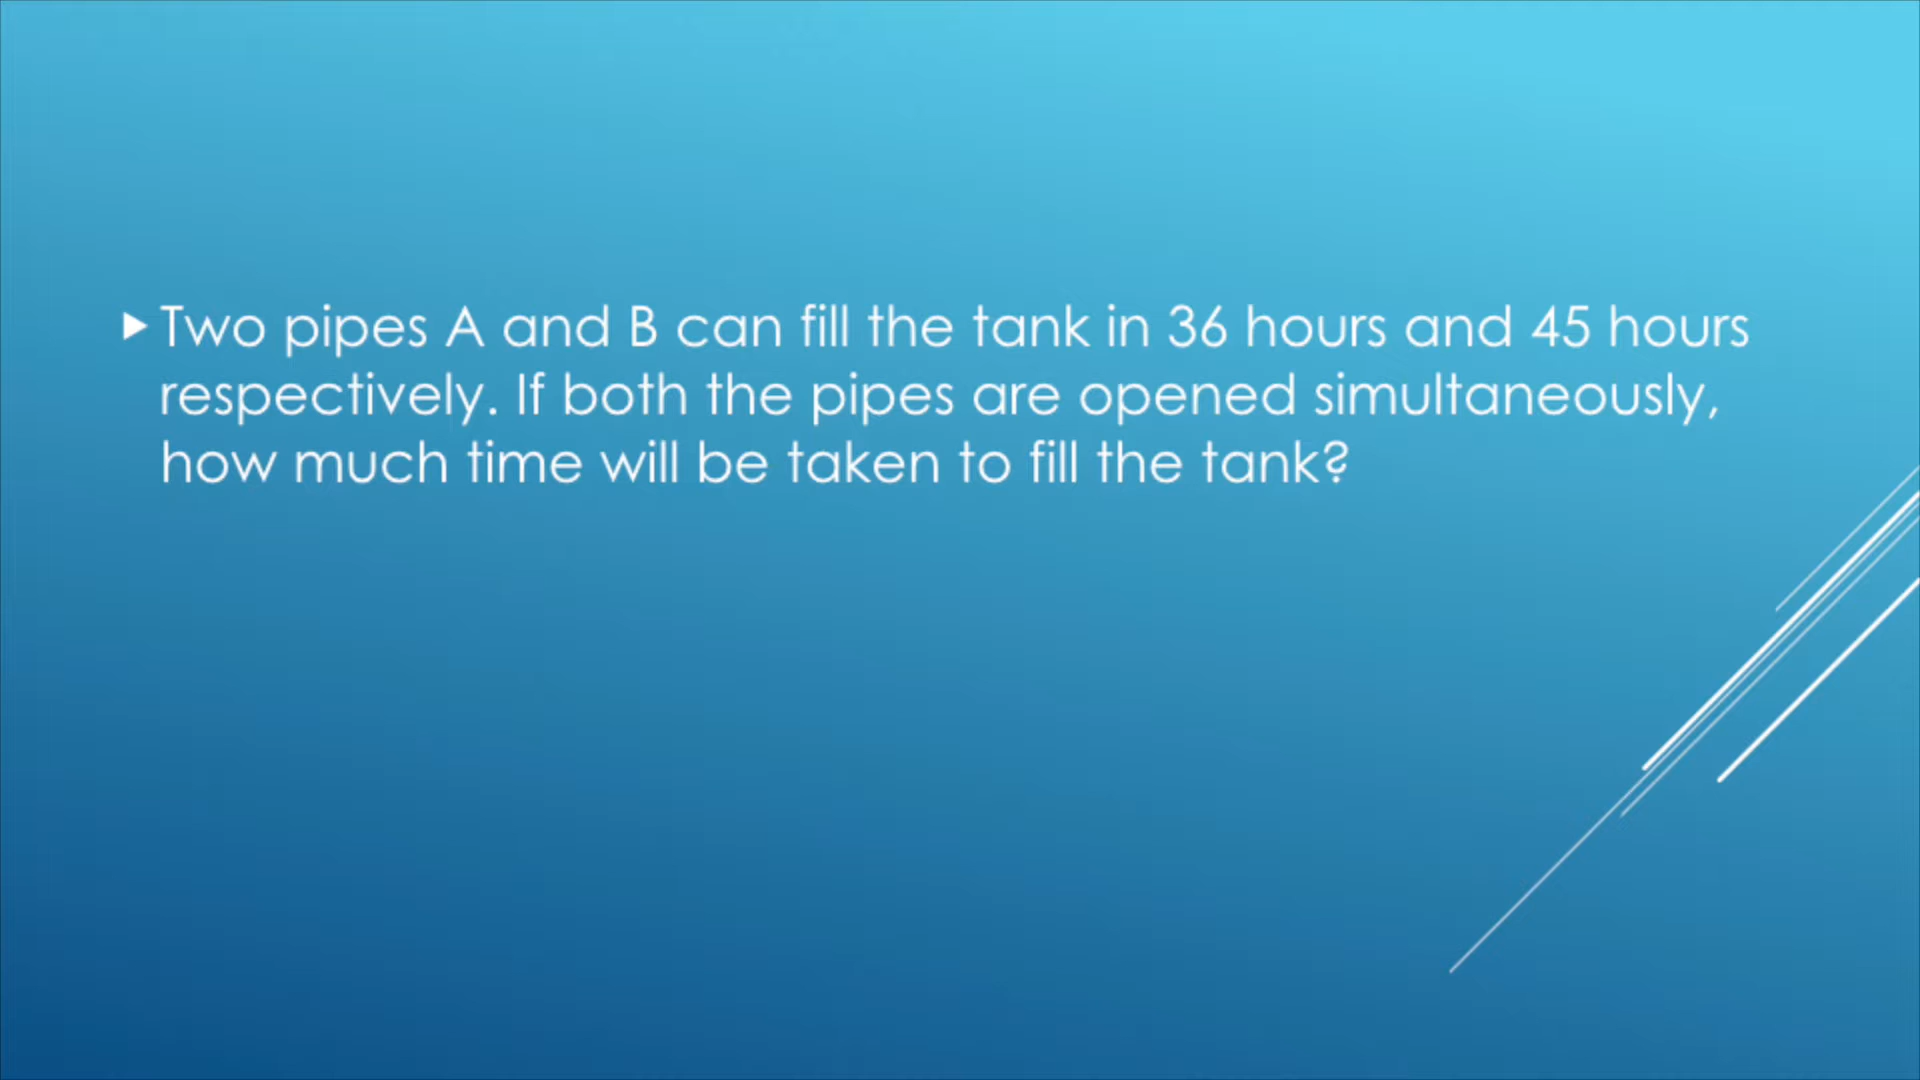 Two pipes A and B can fill the tank in 36 hours and 45 hours
respectively. If both the pipes are opened simultaneously,
how much time will be taken to fill the tank?